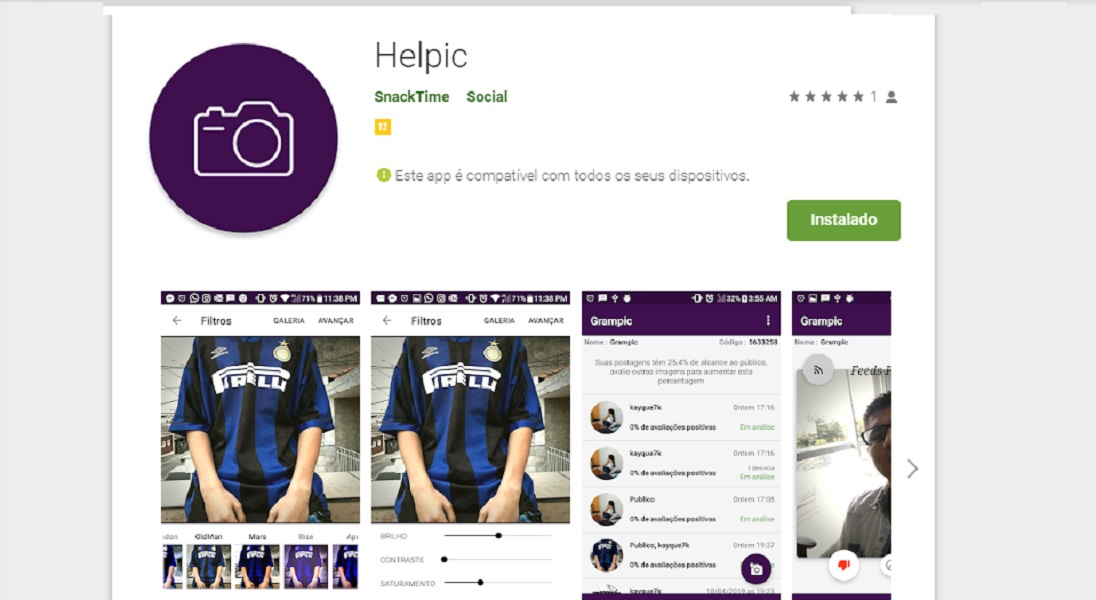 Helpic
SnackTime Social
1
12
Este app é compatível com todos os seus dispositivos.
Instalado
71% 11:38 PM
Filtros GALERIA AVANÇAR
PIRELLI
OldMan Mars Rise
71% 11:38 PM
Filtros GALERIA AVANÇAR
PIRELLI
BRILHO
CONTRASTE
SATURAMENTO
32% 3:55 AM
Grampic
Nome : Grampic Código : 5633258
Suas postagens têm 25,4% de alcance ao público,
avalie outras imagens para aumentar esta
porcentagem
kayque7k Ontem 17:16
0% de avaliações positivas Em análise
kayque7k Ontem 17:16
1 denuncia
0% de avaliações positivas Em análise
Publico Ontem 17:08
0% de avaliações positivas Em análise
Publico, kayque7k Ontem 19:37
0% de avaliações positivas
kayque7k 10/04/2019 as 19:23
Grampic
Nome : Grampic
Feeds